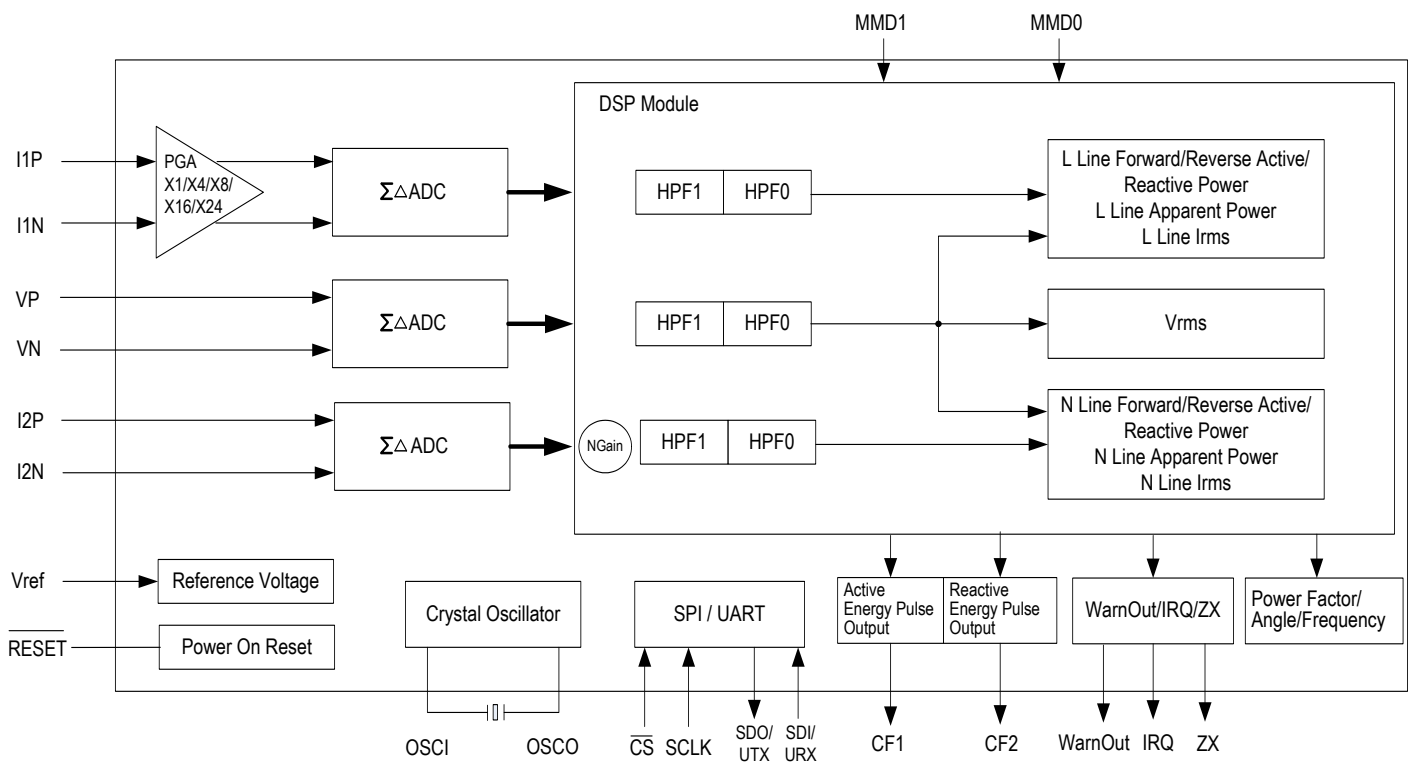 MMD1
MMD0
DSP Module
I1P
I1N
PGA
X1/X4/X8/
X16/X24
Σ△ADC
HPF1
HPF0
L Line Forward/Reverse Active/
Reactive Power
L Line Apparent Power
L Line Irms
VP
VN
Σ△ADC
HPF1
HPF0
Vrms
I2P
I2N
Σ△ADC
NGain
HPF1
HPF0
N Line Forward/Reverse Active/
Reactive Power
N Line Apparent Power
N Line Irms
Vref
Reference Voltage
RESET
Power On Reset
Crystal Oscillator
SPI / UART
Active
Energy Pulse
Output
Reactive
Energy Pulse
Output
WarnOut/IRQ/ZX
Power Factor/
Angle/Frequency
OSCI
OSCO
CS
SCLK
SDO/
UTX
SDI/
URX
CF1
CF2
WarnOut
IRQ
ZX